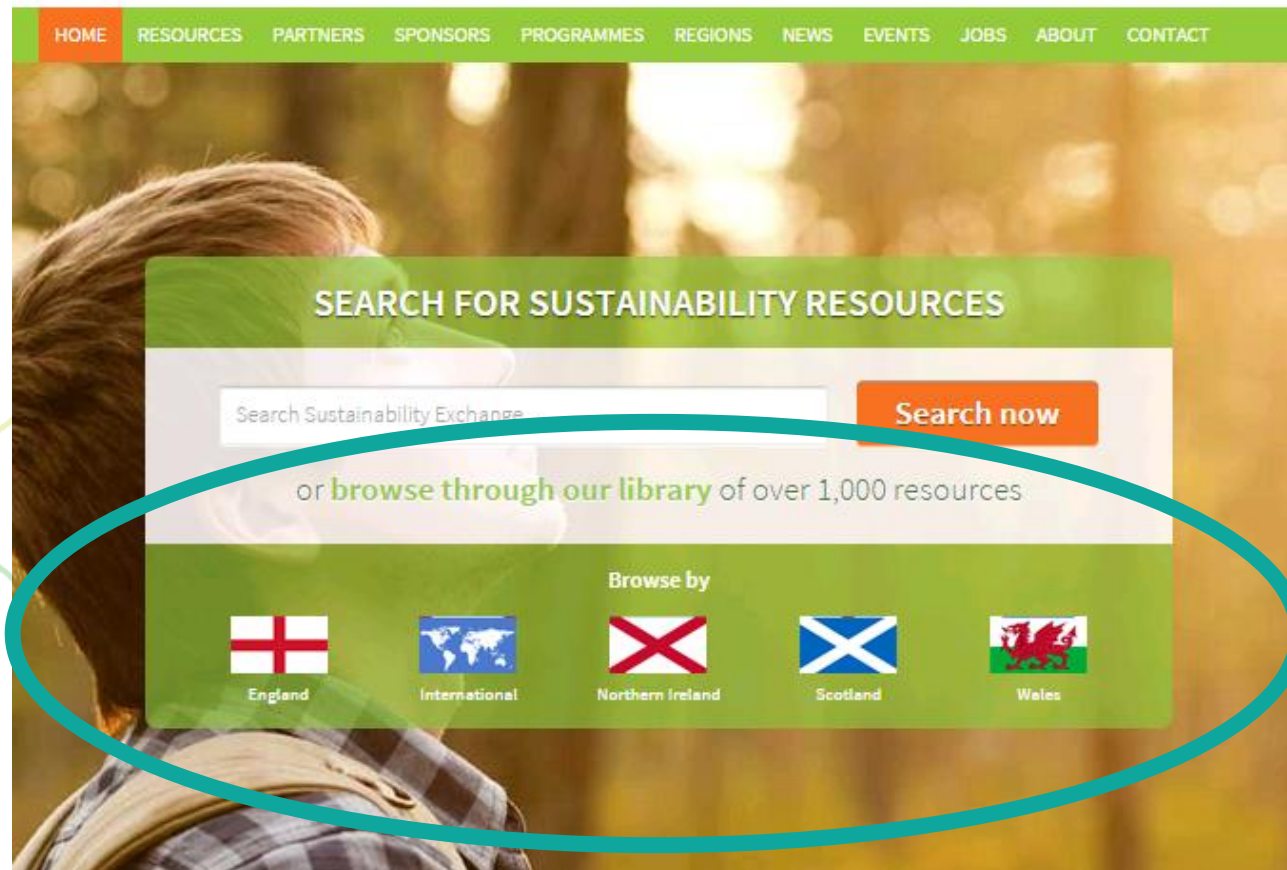 HOME RESOURCES PARTNERS SPONSORS PROGRAMMES REGIONS NEWS EVENTS JOBS ABOUT CONTACT
SEARCH FOR SUSTAINABILITY RESOURCES
Search Sustainability Exchange...
Search now
or browse through our library of over 1,000 resources
Browse by
England International Northern Ireland Scotland Wales